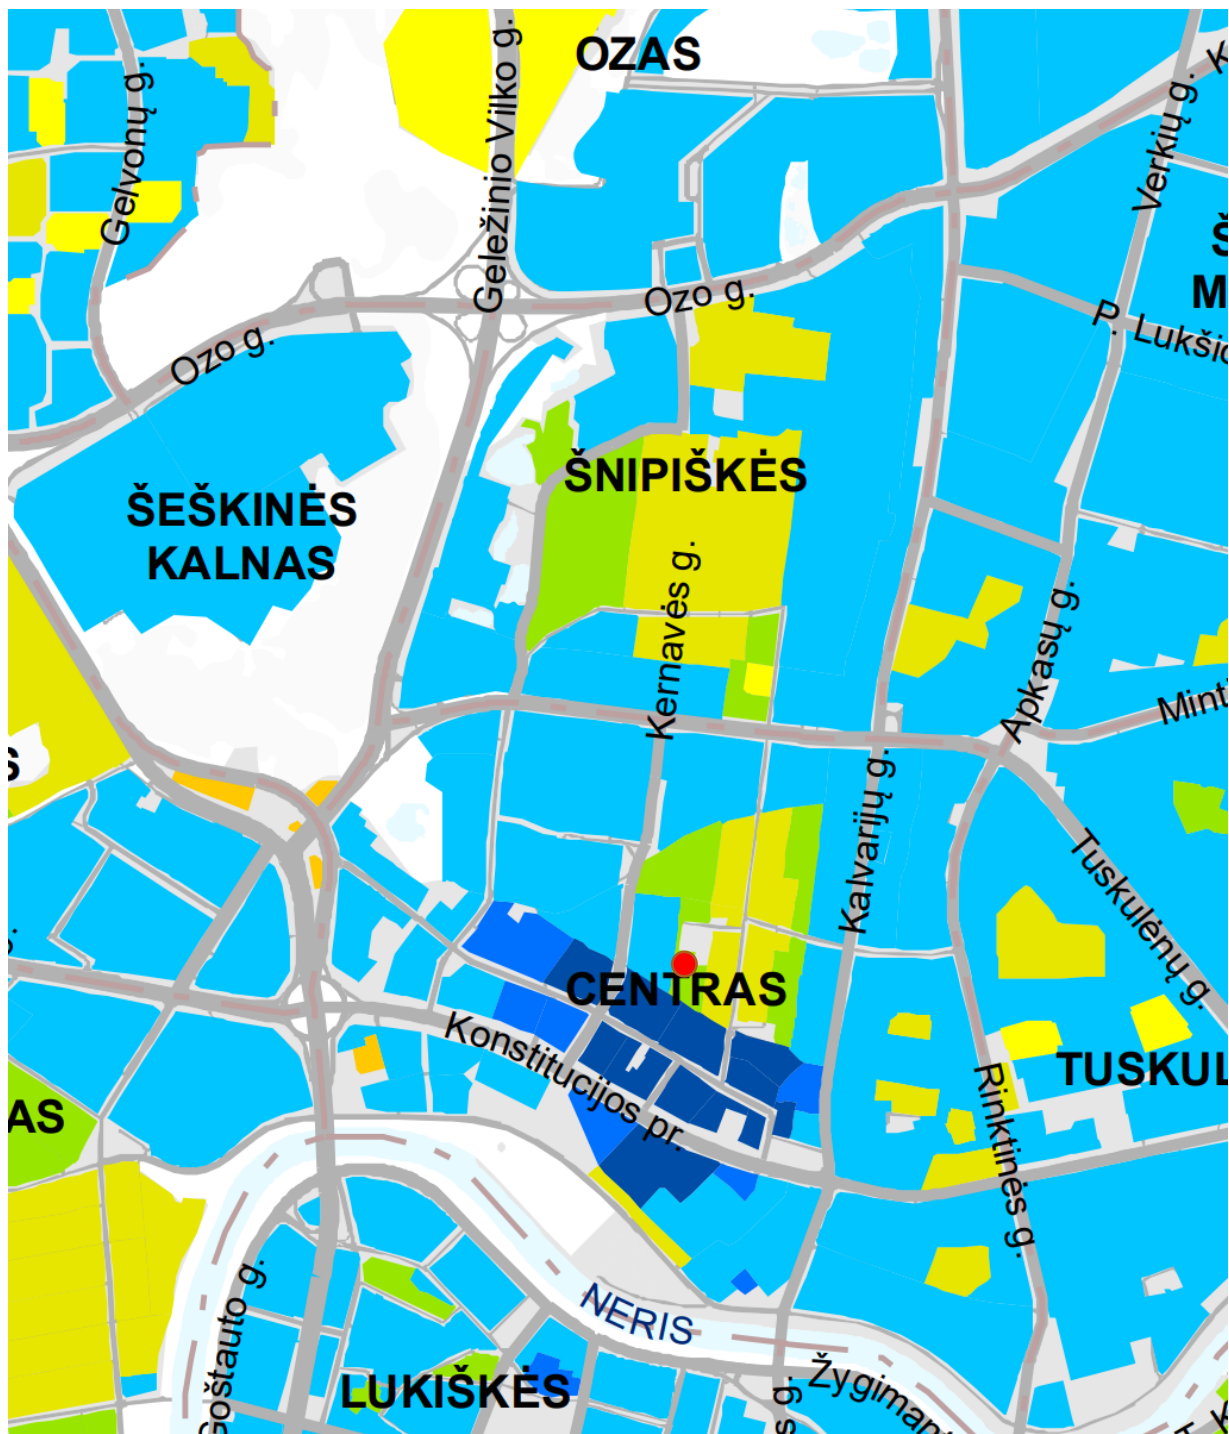 OZAS
Geležinio Vilko g.
Gelvonų g.
Verkių g.
Ozo g.
Ozo g.
P. Lukšio
ŠNIPIŠKĖS
ŠEŠKINĖS
KALNAS
Kernavės g.
Apkasų g.
Kalvarijų g.
Tuskulėnų g.
CENTRAS
Konstitucijos pr.
TUSKUL
Rinktinės g.
AS
Goštauto g.
NERIS
LUKIŠKĖS